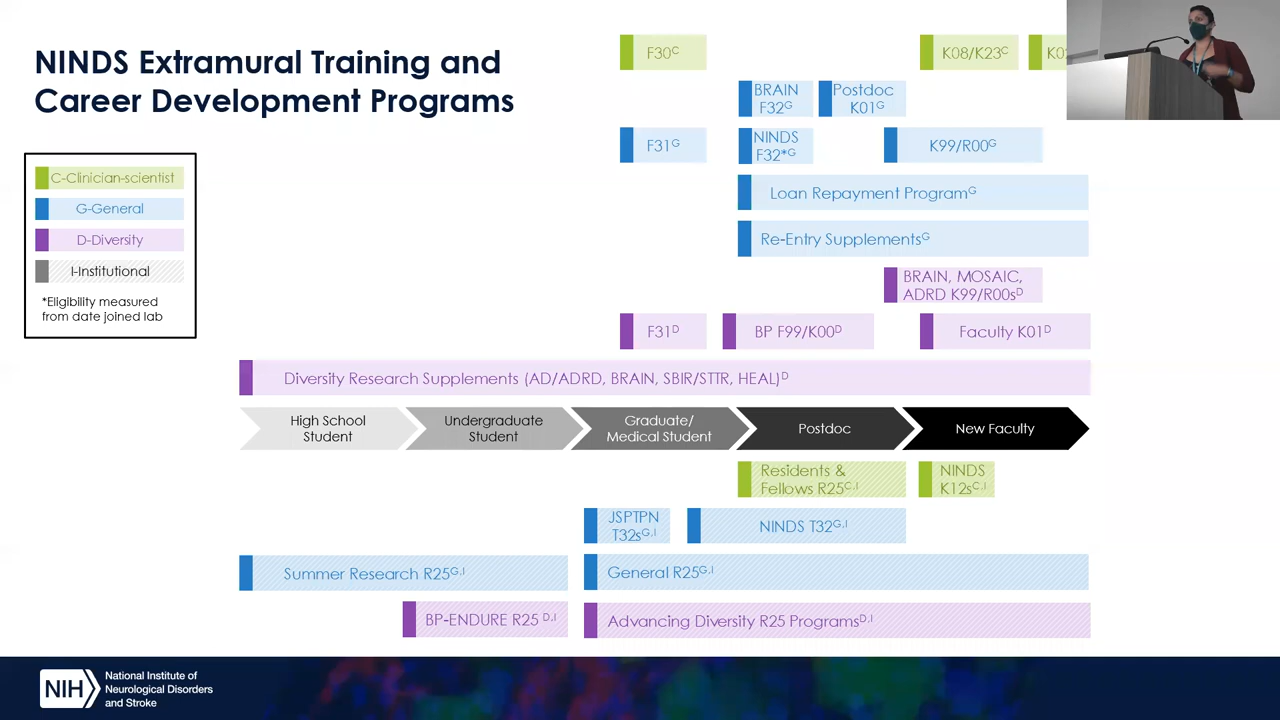 NINDS Extramural Training and
Career Development Programs
C-Clinician-scientist
G-General
D-Diversity
I-Institutional
*Eligibility measured
from date joined lab
F30C
K08/K23C
BRAIN
F32G
Postdoc
K01G
F31G
NINDS
F32*G
K99/R00G
Loan Repayment ProgramG
Re-Entry SupplementsG
BRAIN, MOSAIC,
ADRD K99/R00sD
F31D
BP F99/K00D
Faculty K01D
Diversity Research Supplements (AD/ADRD, BRAIN, SBIR/STTR, HEAL)D
High School
Student
Undergraduate
Student
Graduate/
Medical Student
Postdoc
New Faculty
Residents &
Fellows R25C,I
NINDS
K12sC,I
JSPTPN
T32sG,I
NINDS T32G,I
Summer Research R25G,I
General R25G,I
BP-ENDURE R25 D,I
Advancing Diversity R25 ProgramsD,I
NIH
National Institute of
Neurological Disorders
and Stroke